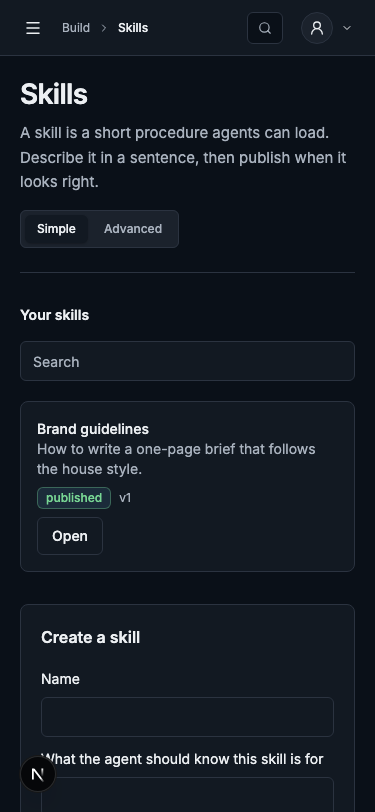 Build > Skills
Skills
A skill is a short procedure agents can load.
Describe it in a sentence, then publish when it
looks right.
Simple Advanced
Your skills
Search
Brand guidelines
How to write a one-page brief that follows
the house style.
published v1
Open
Create a skill
Name
What the agent should know this skill is for
N